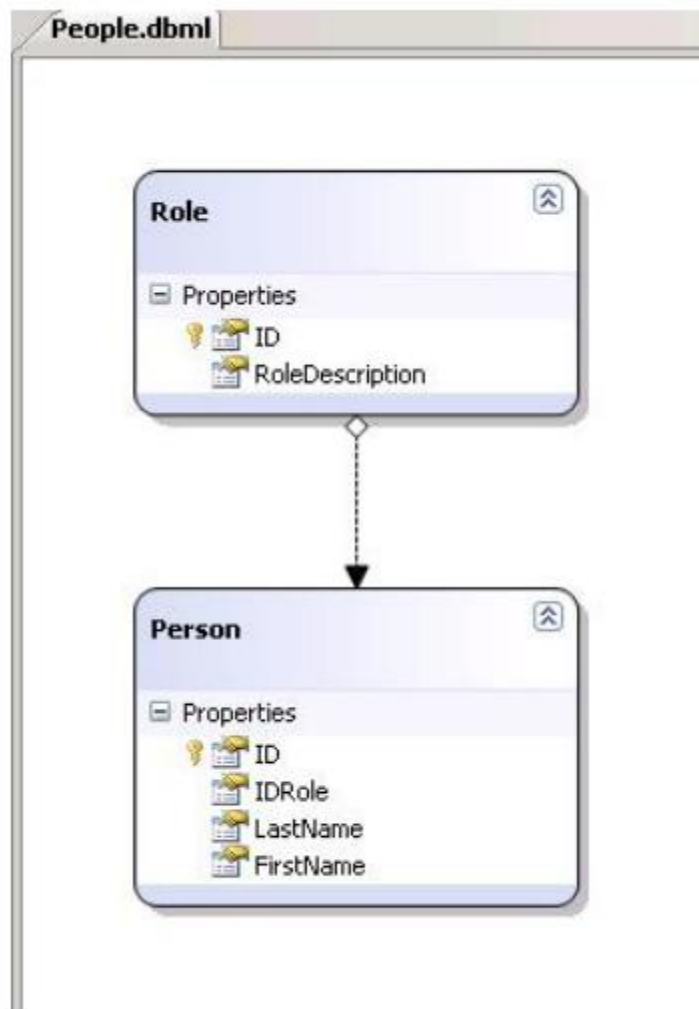 People.dbml
Role
Properties
ID
RoleDescription
Person
Properties
ID
IDRole
LastName
FirstName